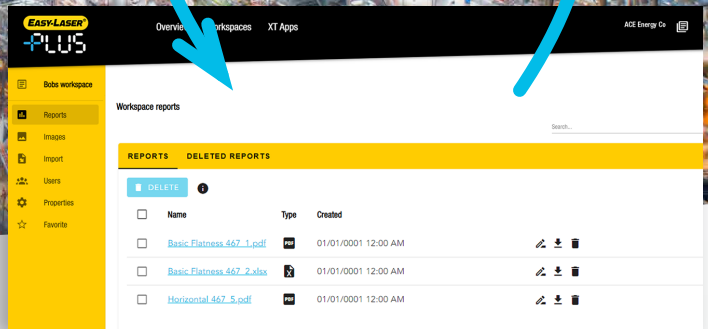 EASY-LASER®
PLUS
Overvie orkspaces XT Apps
ACE Energy Co
Bobs workspace
Reports
Images
Import
Users
Properties
Favorite
Workspace reports
Search...
REPORTS DELETED REPORTS
DELETE
Name Type Created
Basic Flatness 467_1.pdf PDF 01/01/0001 12:00 AM
Basic Flatness 467_2.xlsx X 01/01/0001 12:00 AM
Horizontal 467_5.pdf PDF 01/01/0001 12:00 AM